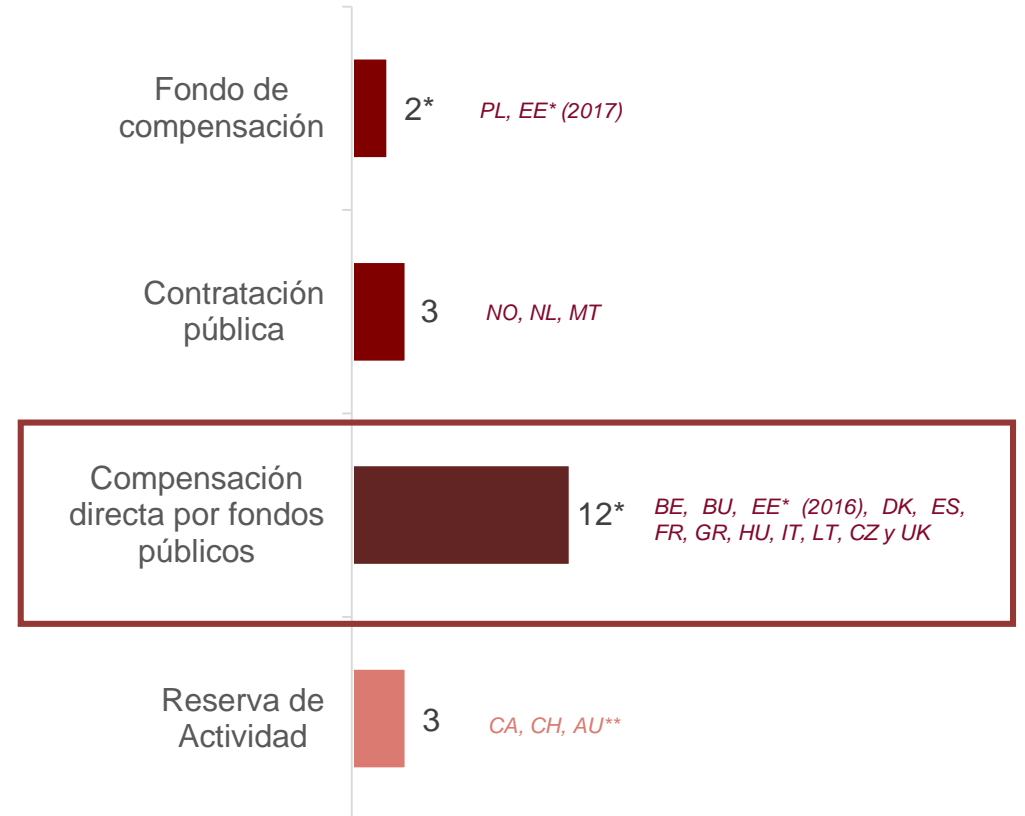 Fondo de
compensación
2*
PL, EE* (2017)
Contratación
pública
3
NO, NL, MT
Compensación
directa por fondos
públicos
12*
BE, BU, EE* (2016), DK, ES,
FR, GR, HU, IT, LT, CZ y UK
Reserva de
Actividad
3
CA, CH, AU**